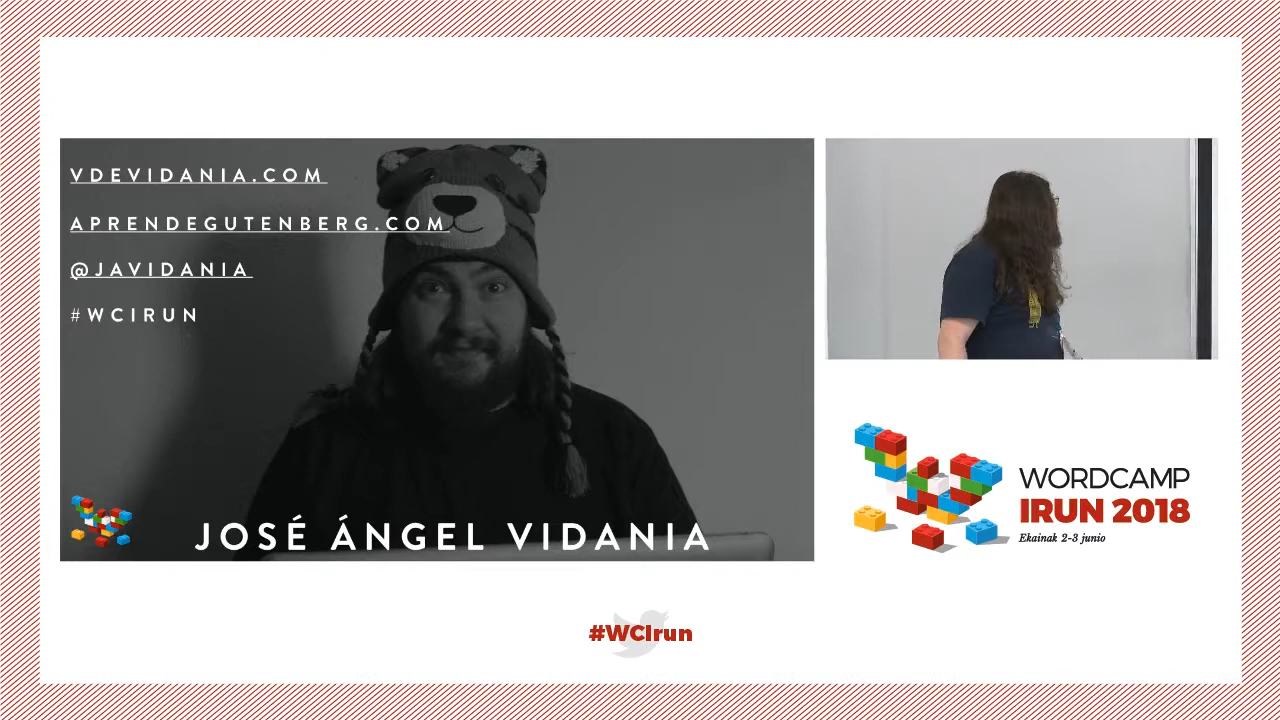 VDEVIDANIA.COM
APRENDEGUTENBERG.COM
@JAVIDANIA
#WCIRUN
JOSÉ ÁNGEL VIDANIA
WORDCAMP
IRUN 2018
Ekainak 2-3 junio
#WCIrun